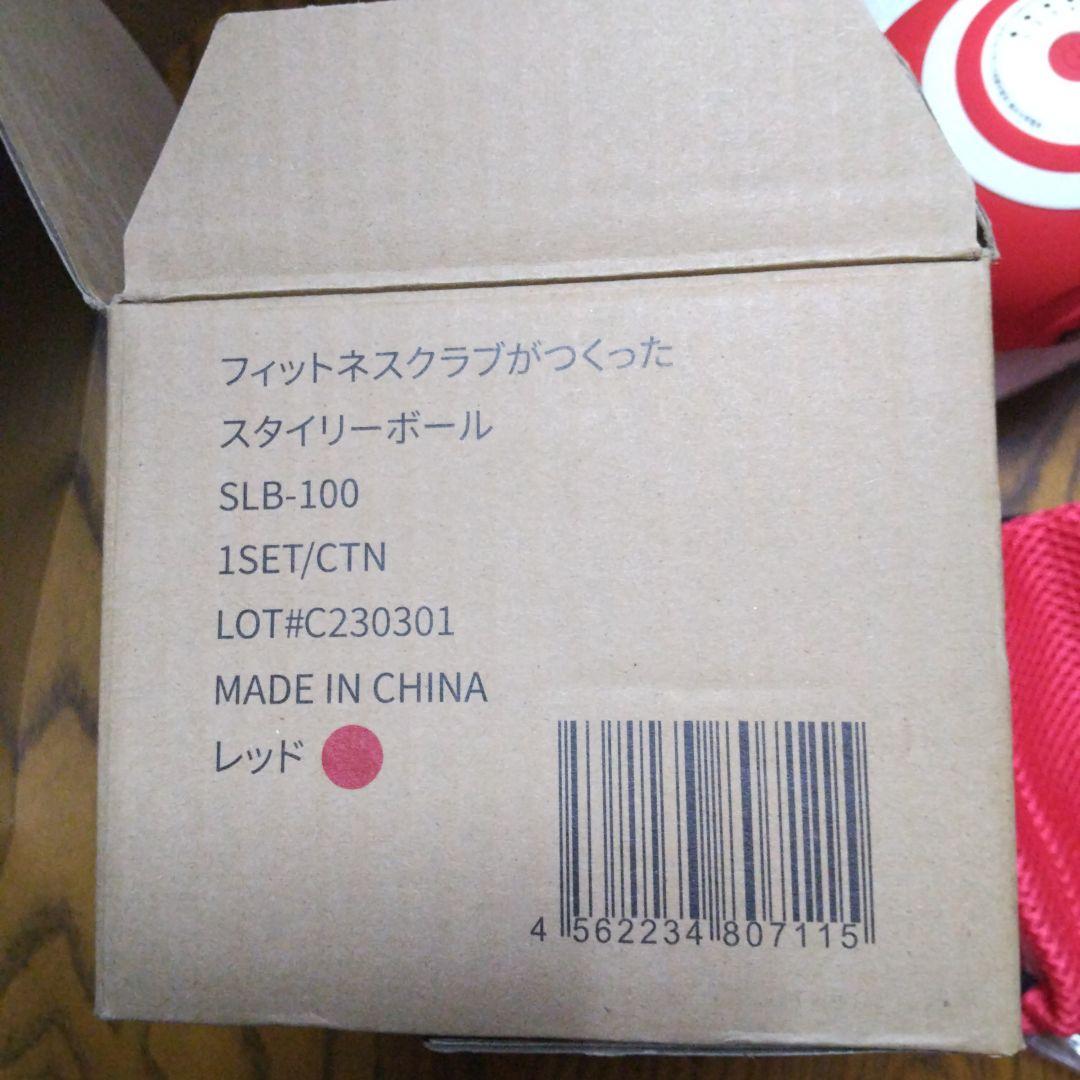 フィットネスクラブがつくった
スタイリーボール
SLB-100
1SET/CTN
LOT#C230301
MADE IN CHINA
レッド
4 562234 807115